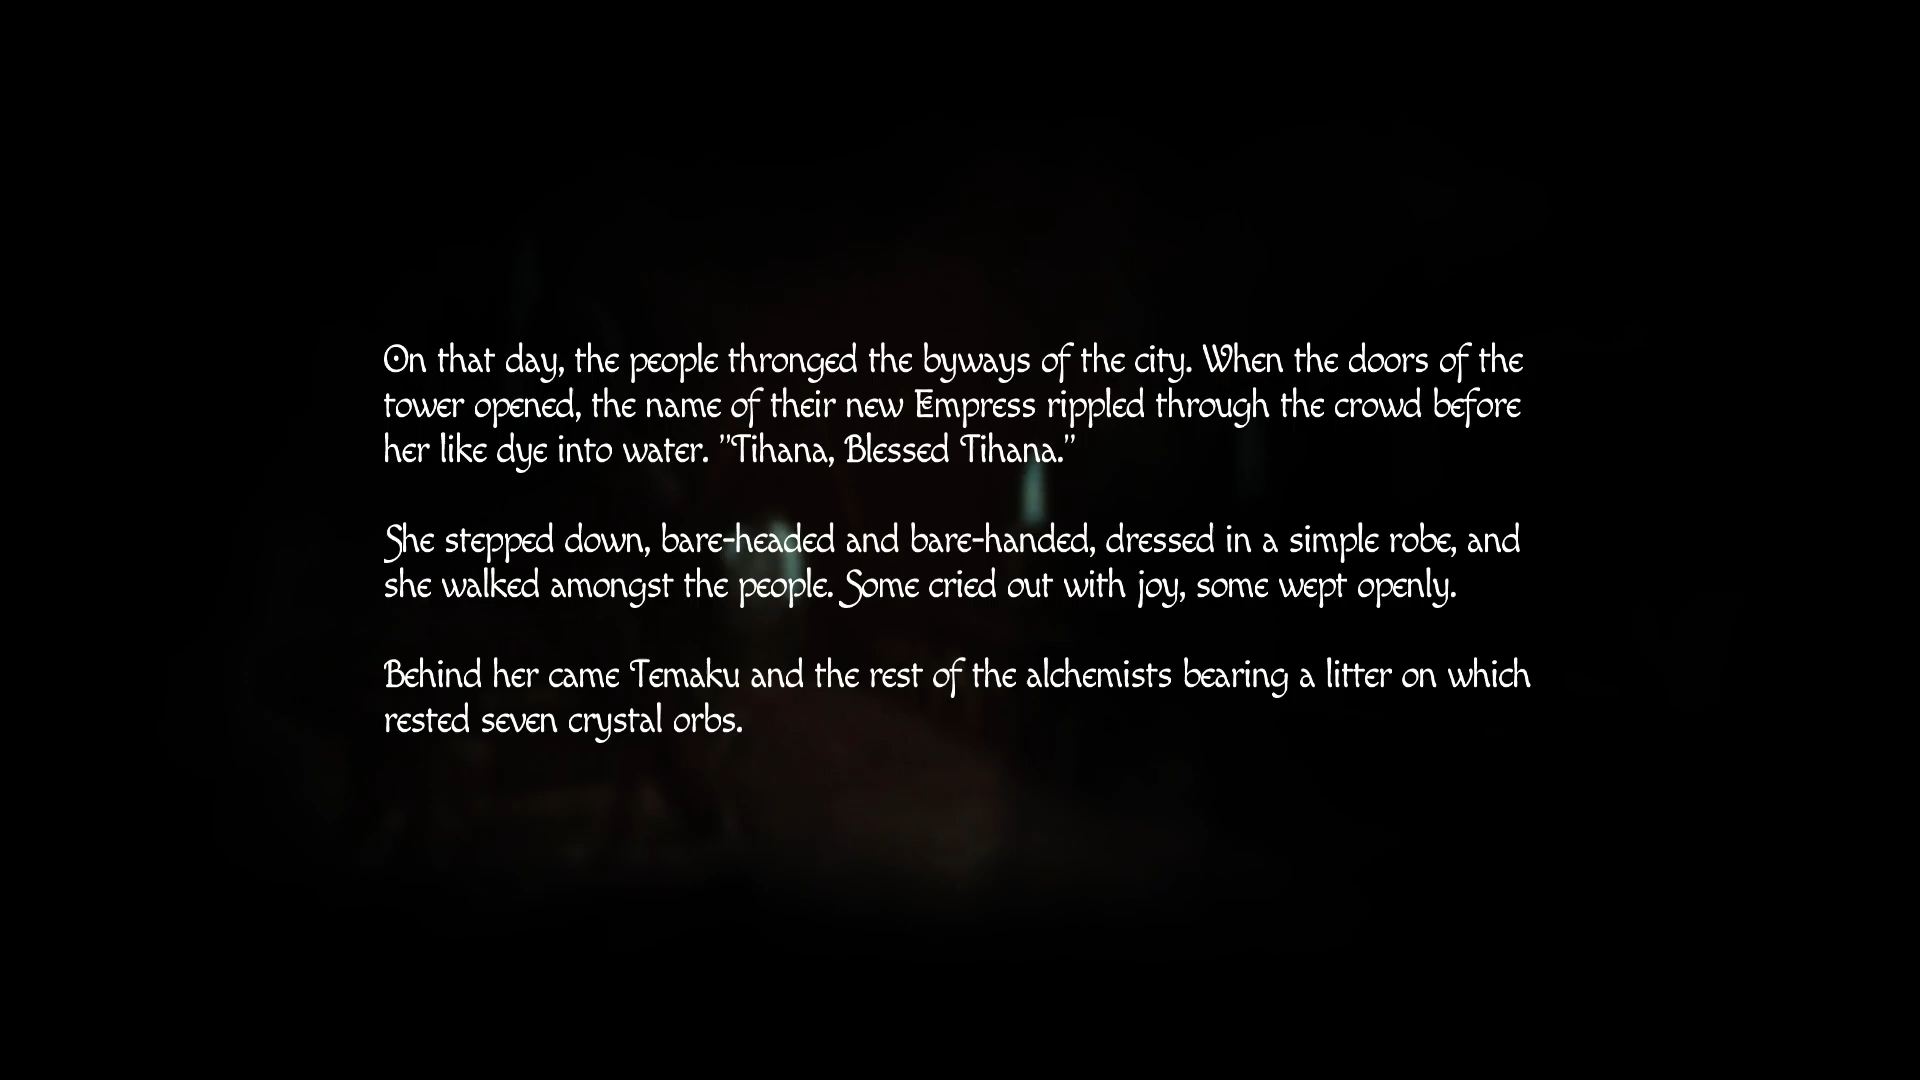 On that day, the people thronged the byways of the city. When the doors of the
tower opened, the name of their new Empress rippled through the crowd before
her like dye into water. "Tihana, Blessed Tihana."
She stepped down, bare-headed and bare-handed, dressed in a simple robe, and
she walked amongst the people. Some cried out with joy, some wept openly.
Behind her came Temaku and the rest of the alchemists bearing a litter on which
rested seven crystal orbs.